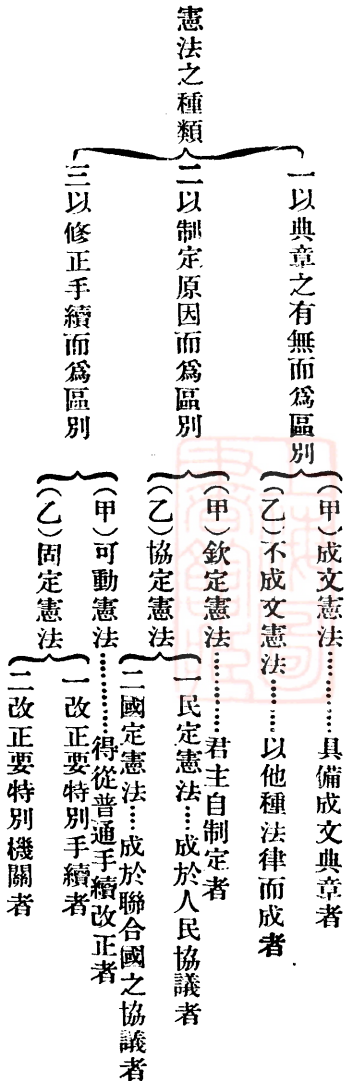 憲法之種類
一以典章之有無而爲區別
(甲)成文憲法…………具備成文典章者
(乙)不成文憲法………以他種法律而成者
二以制定原因而爲區別
(甲)欽定憲法…………君主自制定者
(乙)協定憲法
一民定憲法……成於人民協議者
二國定憲法……成於聯合國之協議者
三以修正手續而爲區別
(甲)可動憲法…………得從普通手續改正者
(乙)固定憲法
一改正要特別手續者
二改正要特別機關者